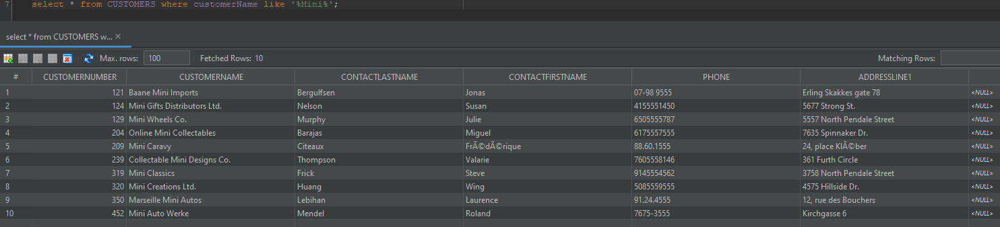 7 select * from CUSTOMERS where customerName like '%Mini%';
select * from CUSTOMERS w... ×
Max. rows: 100 Fetched Rows: 10 Matching Rows:
# CUSTOMERNUMBER CUSTOMERNAME CONTACTLASTNAME CONTACTFIRSTNAME PHONE ADDRESSLINE1
1 121 Baane Mini Imports Bergulfsen Jonas 07-98 9555 Erling Skakkes gate 78 <NULL>
2 124 Mini Gifts Distributors Ltd. Nelson Susan 4155551450 5677 Strong St. <NULL>
3 129 Mini Wheels Co. Murphy Julie 6505555787 5557 North Pendale Street <NULL>
4 204 Online Mini Collectables Barajas Miguel 6175557555 7635 Spinnaker Dr. <NULL>
5 209 Mini Caravy Citeaux FrÃ©dÃ©rique 88.60.1555 24, place KlÃ©ber <NULL>
6 239 Collectable Mini Designs Co. Thompson Valarie 7605558146 361 Furth Circle <NULL>
7 319 Mini Classics Frick Steve 9145554562 3758 North Pendale Street <NULL>
8 320 Mini Creations Ltd. Huang Wing 5085559555 4575 Hillside Dr. <NULL>
9 350 Marseille Mini Autos Lebihan Laurence 91.24.4555 12, rue des Bouchers <NULL>
10 452 Mini Auto Werke Mendel Roland 7675-3555 Kirchgasse 6 <NULL>